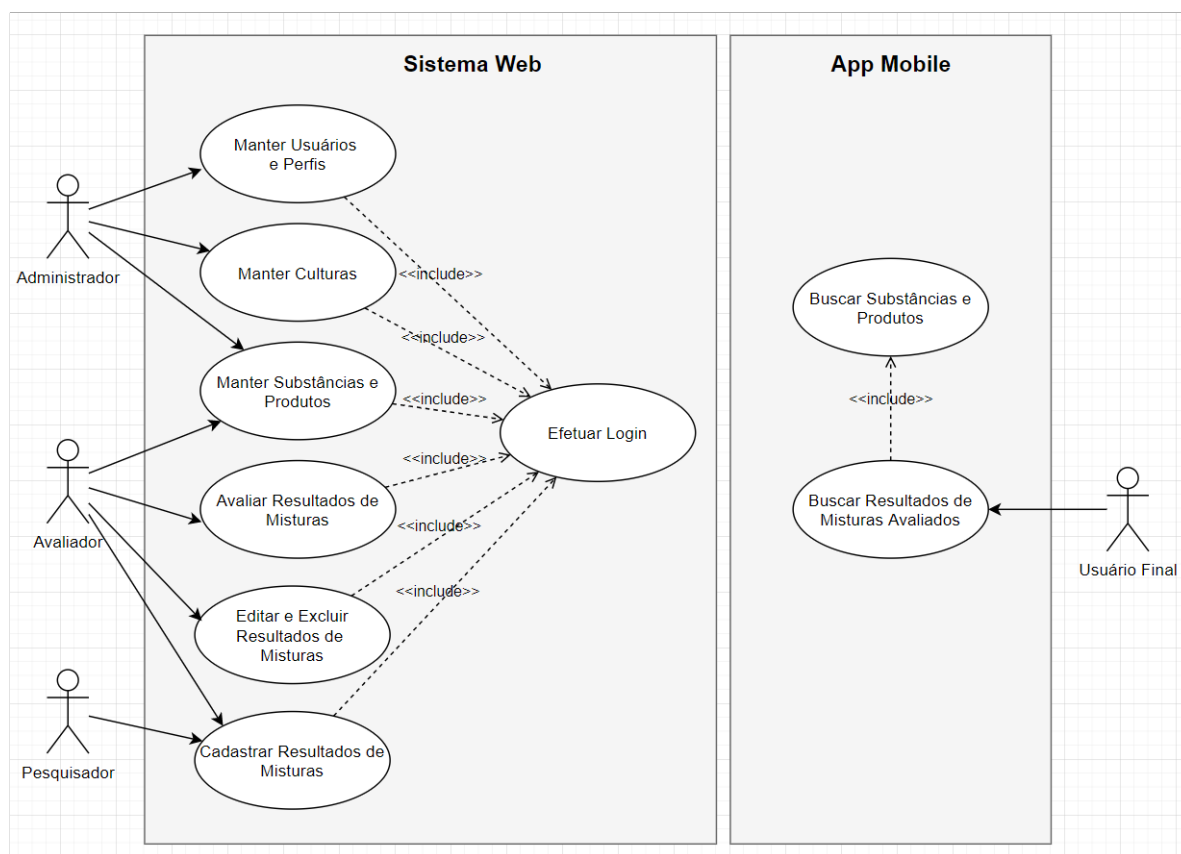 Sistema Web
App Mobile
Manter Usuários
e Perfis
Administrador
Manter Culturas
<<include>>
<<include>>
Manter Substâncias e
Produtos
<<include>>
Efetuar Login
Avaliador
Avaliar Resultados de
Misturas
<<include>>
<<include>>
Editar e Excluir
Resultados de
Misturas
<<include>>
Pesquisador
Cadastrar Resultados de
Misturas
Buscar Substâncias e
Produtos
<<include>>
Buscar Resultados de
Misturas Avaliados
Usuário Final